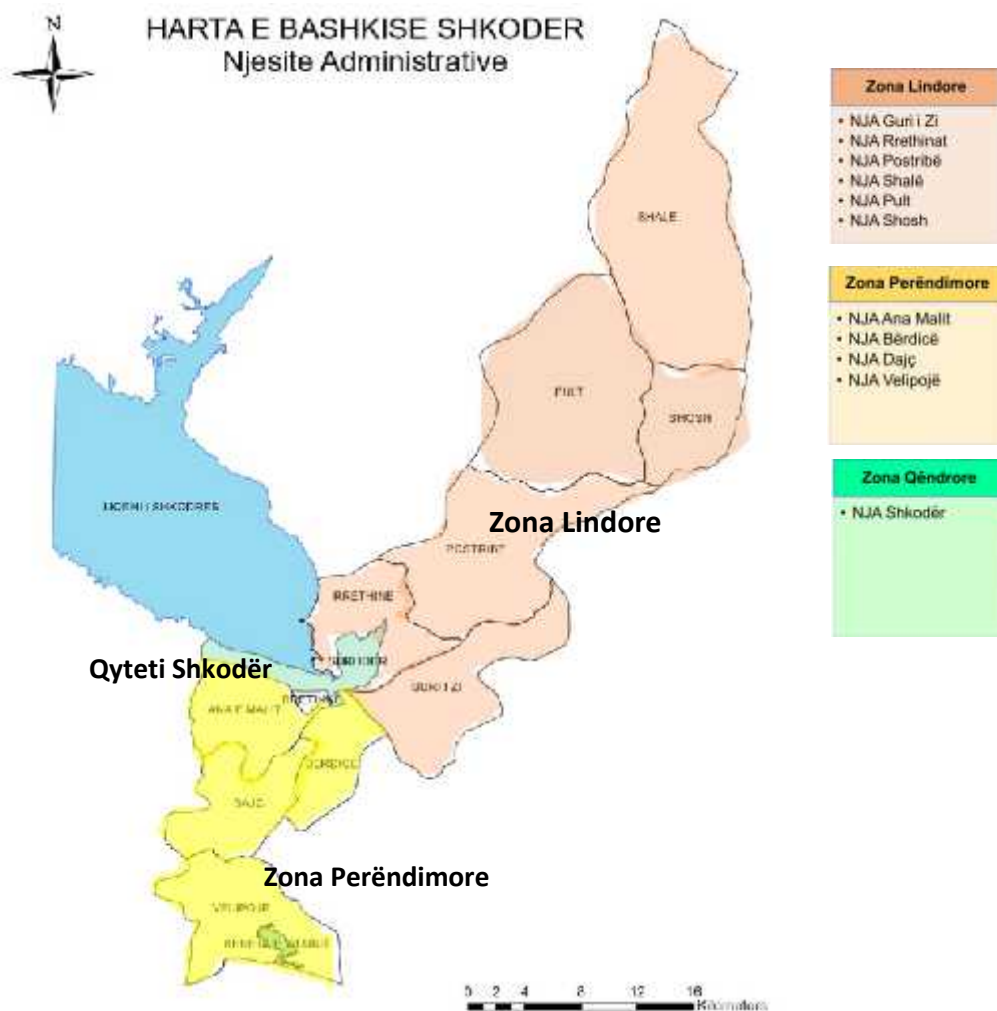 N
HARTA E BASHKISE SHKODER
Njesite Administrative
Zona Lindore
• NJA Guri i Zi
• NJA Rrethinat
• NJA Postribë
• NJA Shalë
• NJA Pult
• NJA Shosh
Zona Perëndimore
• NJA Ana Malit
• NJA Bërdicë
• NJA Dajç
• NJA Velipojë
Zona Qëndrore
• NJA Shkodër
SHALE
PULT
SHOSH
LIQENI I SHKODRES
Zona Lindore
POSTRIBE
RRETHINE
SHKODER
Qyteti Shkodër
GURI I ZI
RRETHINE
ANA E MALIT
BERDICE
DAJC
Zona Perëndimore
VELIPOJE
0 2 4 8 12 16
Kilometers